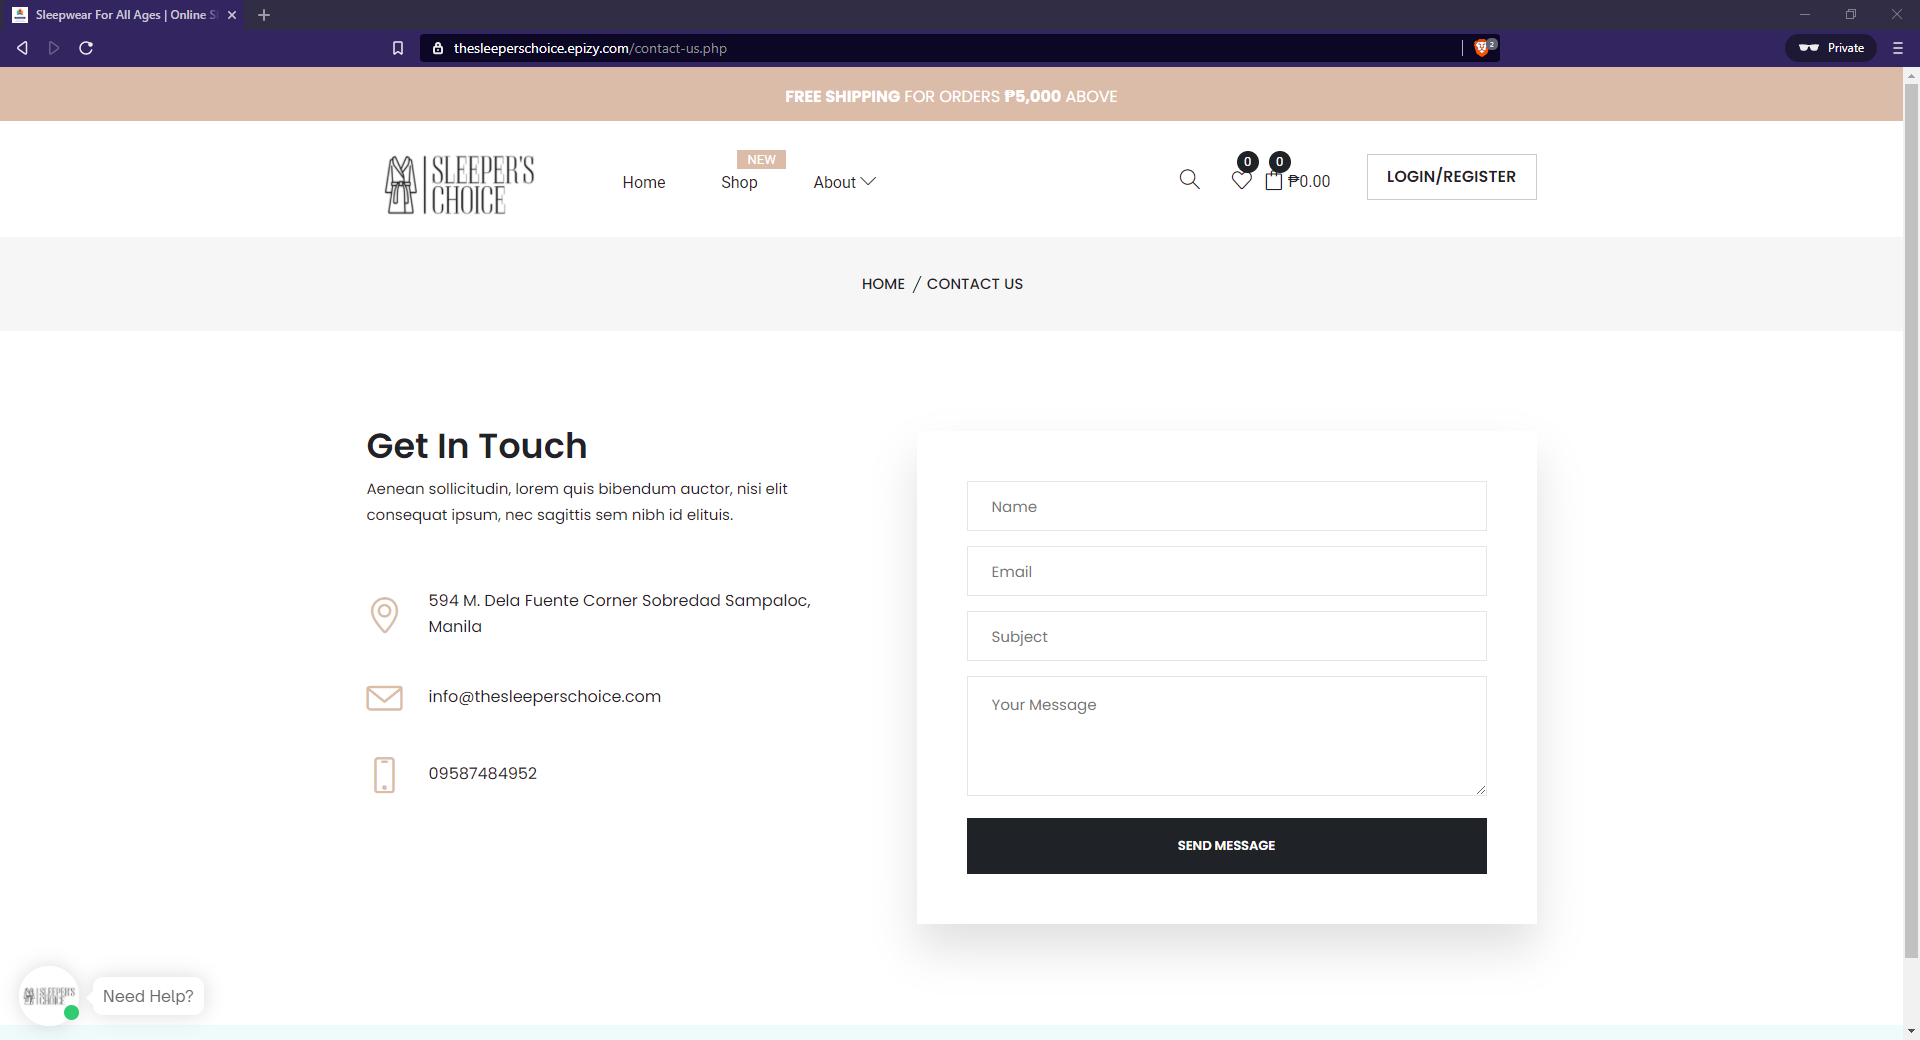 Sleepwear For All Ages | Online S
thesleeperschoice.epizy.com/contact-us.php
2
Private
FREE SHIPPING FOR ORDERS ₱5,000 ABOVE
SLEEPER'S
CHOICE
Home
NEW
Shop
About
0
0
₱0.00
LOGIN/REGISTER
HOME / CONTACT US
Get In Touch
Aenean sollicitudin, lorem quis bibendum auctor, nisi elit
consequat ipsum, nec sagittis sem nibh id elituis.
594 M. Dela Fuente Corner Sobredad Sampaloc,
Manila
info@thesleeperschoice.com
09587484952
Name
Email
Subject
Your Message
SEND MESSAGE
SLEEPER'S
CHOICE
Need Help?